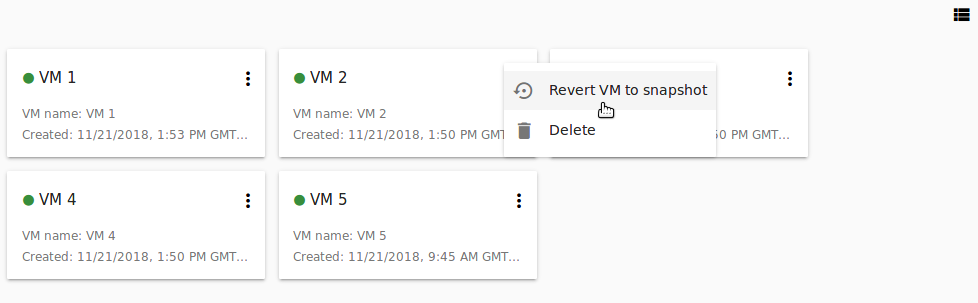 VM 1
VM name: VM 1
Created: 11/21/2018, 1:53 PM GMT...
VM 2
VM name: VM 2
Created: 11/21/2018, 1:50 PM GMT
Revert VM to snapshot
Delete
50 PM GMT...
VM 4
VM name: VM 4
Created: 11/21/2018, 1:50 PM GMT...
VM 5
VM name: VM 5
Created: 11/21/2018, 9:45 AM GMT...